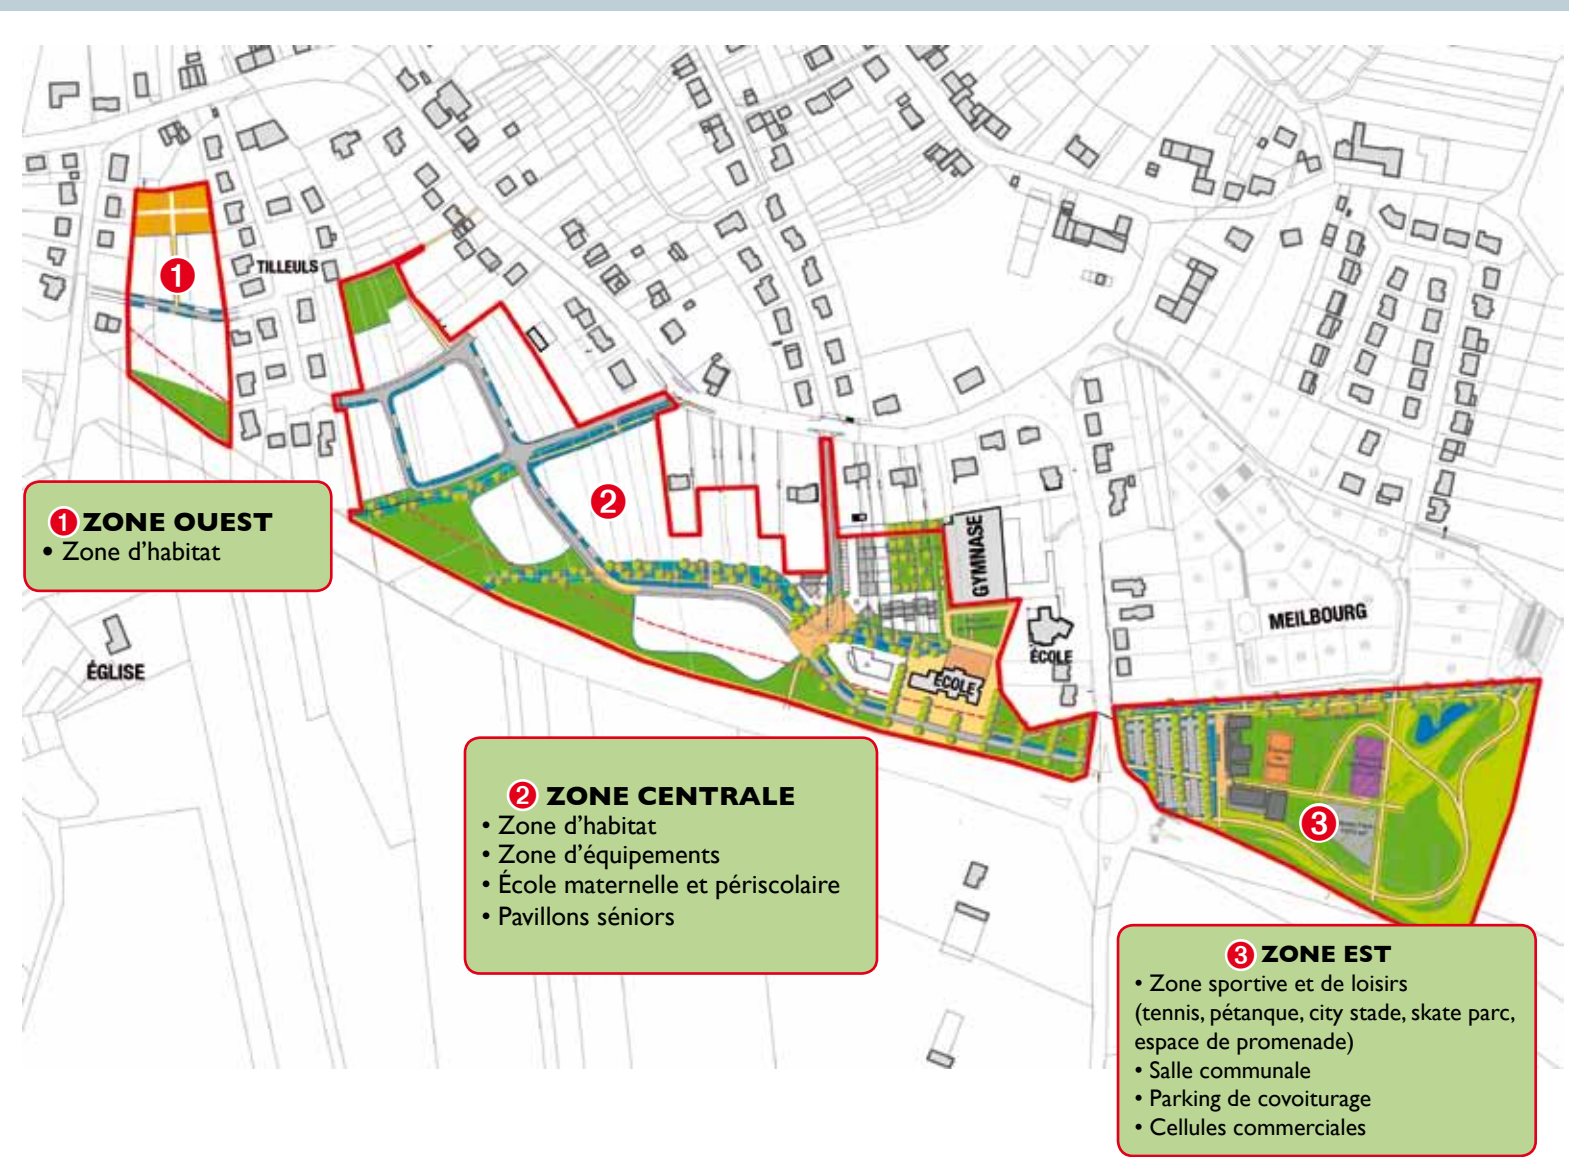 1
TILLEULS
2
GYMNASE
MEILBOURG
ÉCOLE
ÉCOLE
ÉGLISE
3
1 ZONE OUEST
• Zone d'habitat
2 ZONE CENTRALE
• Zone d’habitat
• Zone d’équipements
• École maternelle et périscolaire
• Pavillons séniors
3 ZONE EST
• Zone sportive et de loisirs
(tennis, pétanque, city stade, skate parc,
espace de promenade)
• Salle communale
• Parking de covoiturage
• Cellules commerciales